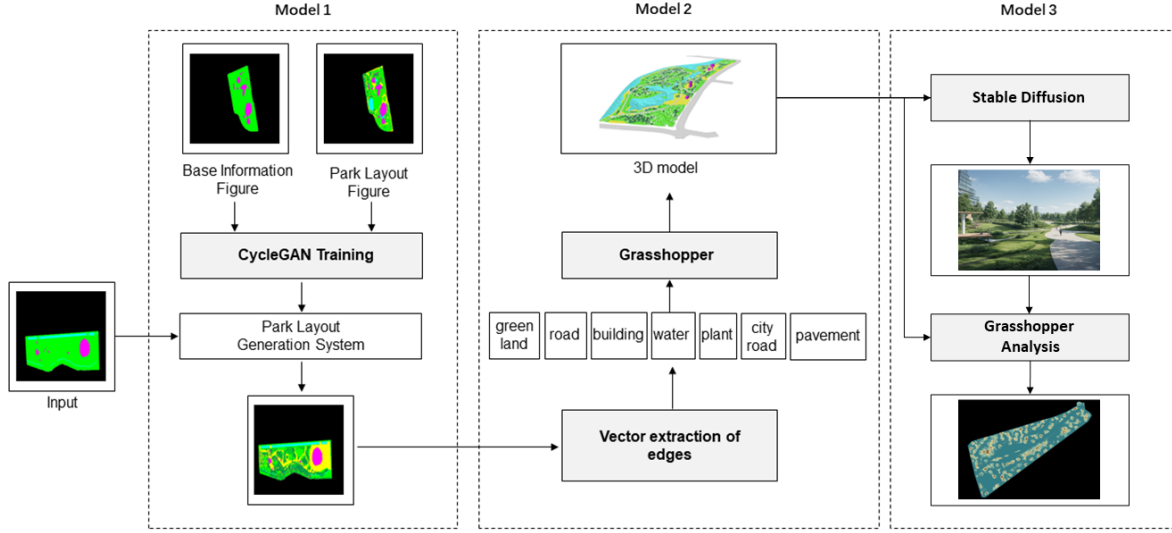 Model 1
Model 2
Model 3
Base Information
Figure
Park Layout
Figure
CycleGAN Training
Park Layout
Generation System
Input
3D model
Grasshopper
green
land
road
building
water
plant
city
road
pavement
Vector extraction of
edges
Stable Diffusion
Grasshopper
Analysis